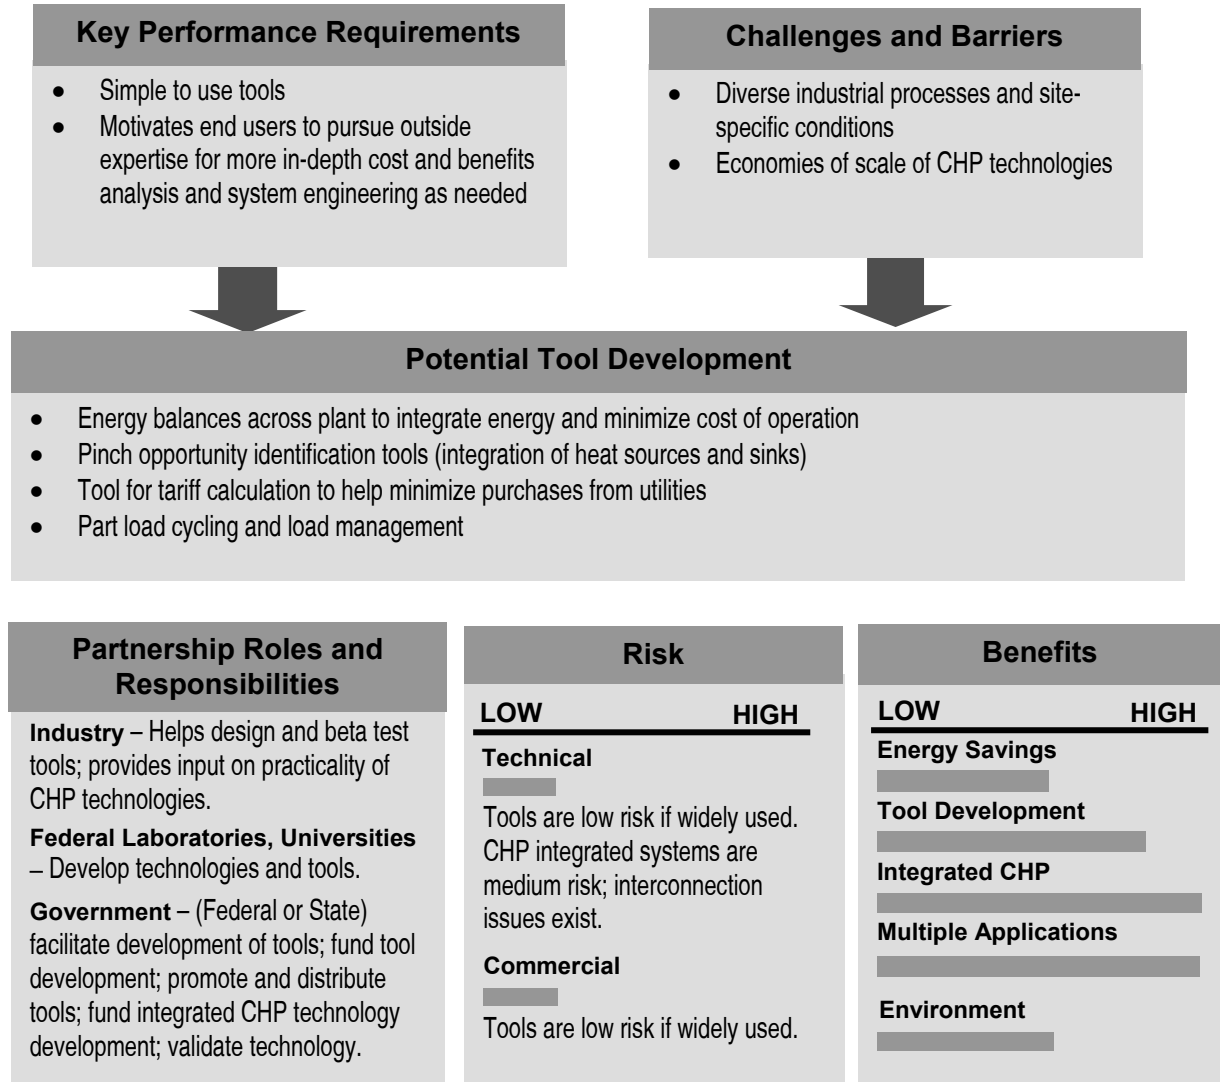 Key Performance Requirements
• Simple to use tools
• Motivates end users to pursue outside
expertise for more in-depth cost and benefits
analysis and system engineering as needed
Challenges and Barriers
• Diverse industrial processes and site-
specific conditions
• Economies of scale of CHP technologies
Potential Tool Development
• Energy balances across plant to integrate energy and minimize cost of operation
• Pinch opportunity identification tools (integration of heat sources and sinks)
• Tool for tariff calculation to help minimize purchases from utilities
• Part load cycling and load management
Partnership Roles and
Responsibilities
Industry – Helps design and beta test
tools; provides input on practicality of
CHP technologies.
Federal Laboratories, Universities
– Develop technologies and tools.
Government – (Federal or State)
facilitate development of tools; fund tool
development; promote and distribute
tools; fund integrated CHP technology
development; validate technology.
Risk
LOW HIGH
Technical
Tools are low risk if widely used.
CHP integrated systems are
medium risk; interconnection
issues exist.
Commercial
Tools are low risk if widely used.
Benefits
LOW HIGH
Energy Savings
Tool Development
Integrated CHP
Multiple Applications
Environment